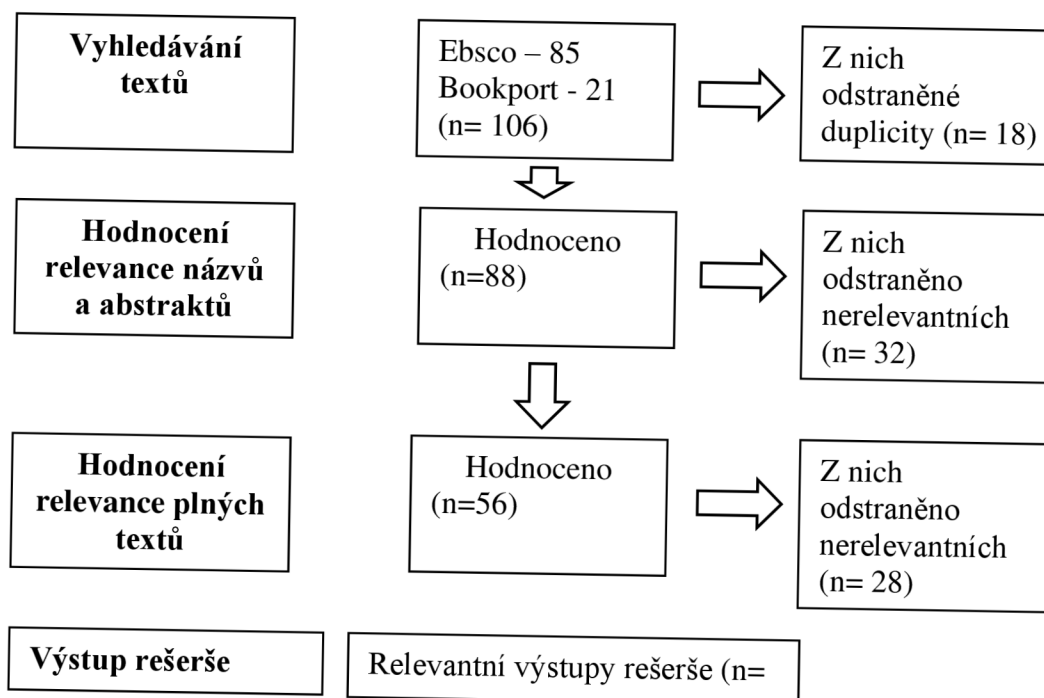 Vyhledávání
textů
Ebsco – 85
Bookport - 21
(n= 106)
Z nich
odstraněné
duplicity (n= 18)
Hodnocení
relevance názvů
a abstraktů
Hodnoceno
(n=88)
Z nich
odstraněno
nerelevantních
(n= 32)
Hodnocení
relevance plných
textů
Hodnoceno
(n=56)
Z nich
odstraněno
nerelevantních
(n= 28)
Výstup rešerše
Relevantní výstupy rešerše (n=